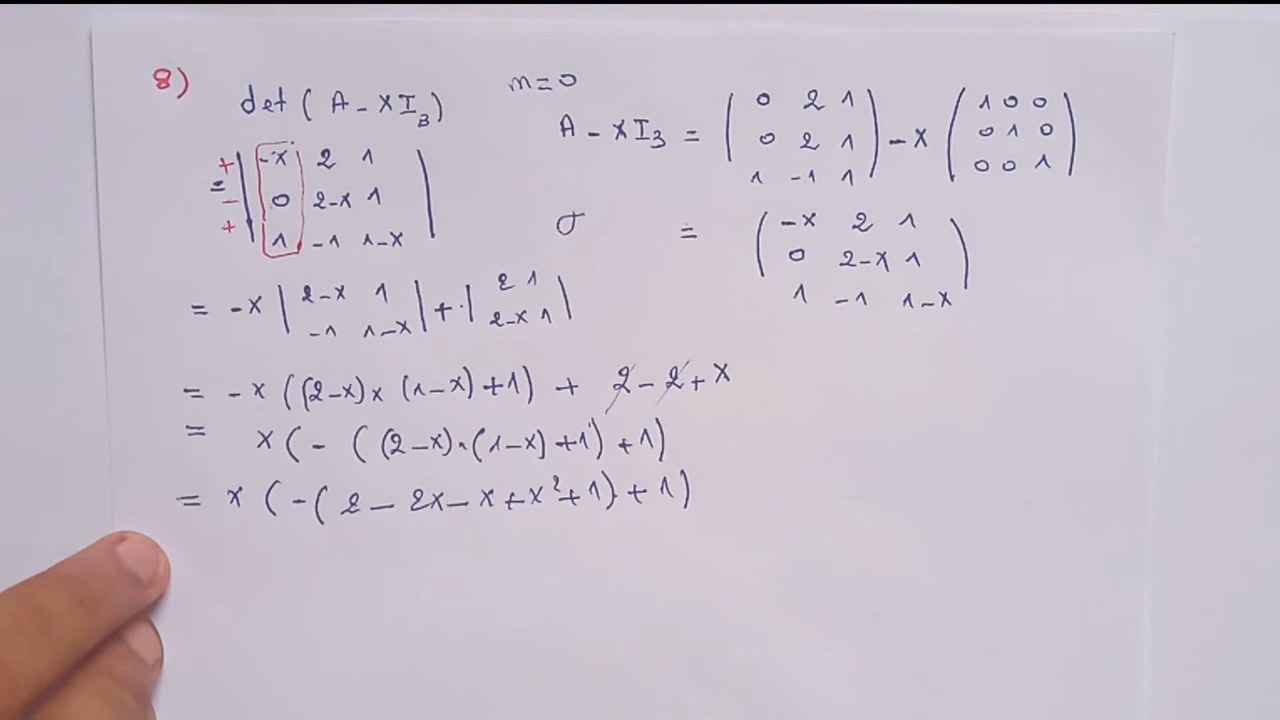 8)
det ( A - XI₃ )
= | -X 2 1 |
+ | 0 2-X 1 |
- | 1 -1 1-X |
+
= -X | 2-X 1 | + 1 · | 2 1 |
| -1 1-X | | 2-X 1 |
= -X ((2-X) × (1-X) + 1) + 2 - 2 + X
= X (- ((2-X) · (1-X) + 1) + 1)
= X (-(2 - 2X - X + X² + 1) + 1)
m = 0
A - XI₃ = ( 0 2 1 ) - X ( 1 0 0 )
( 0 2 1 ) ( 0 1 0 )
( 1 -1 1 ) ( 0 0 1 )
= ( -X 2 1 )
( 0 2-X 1 )
( 1 -1 1-X )